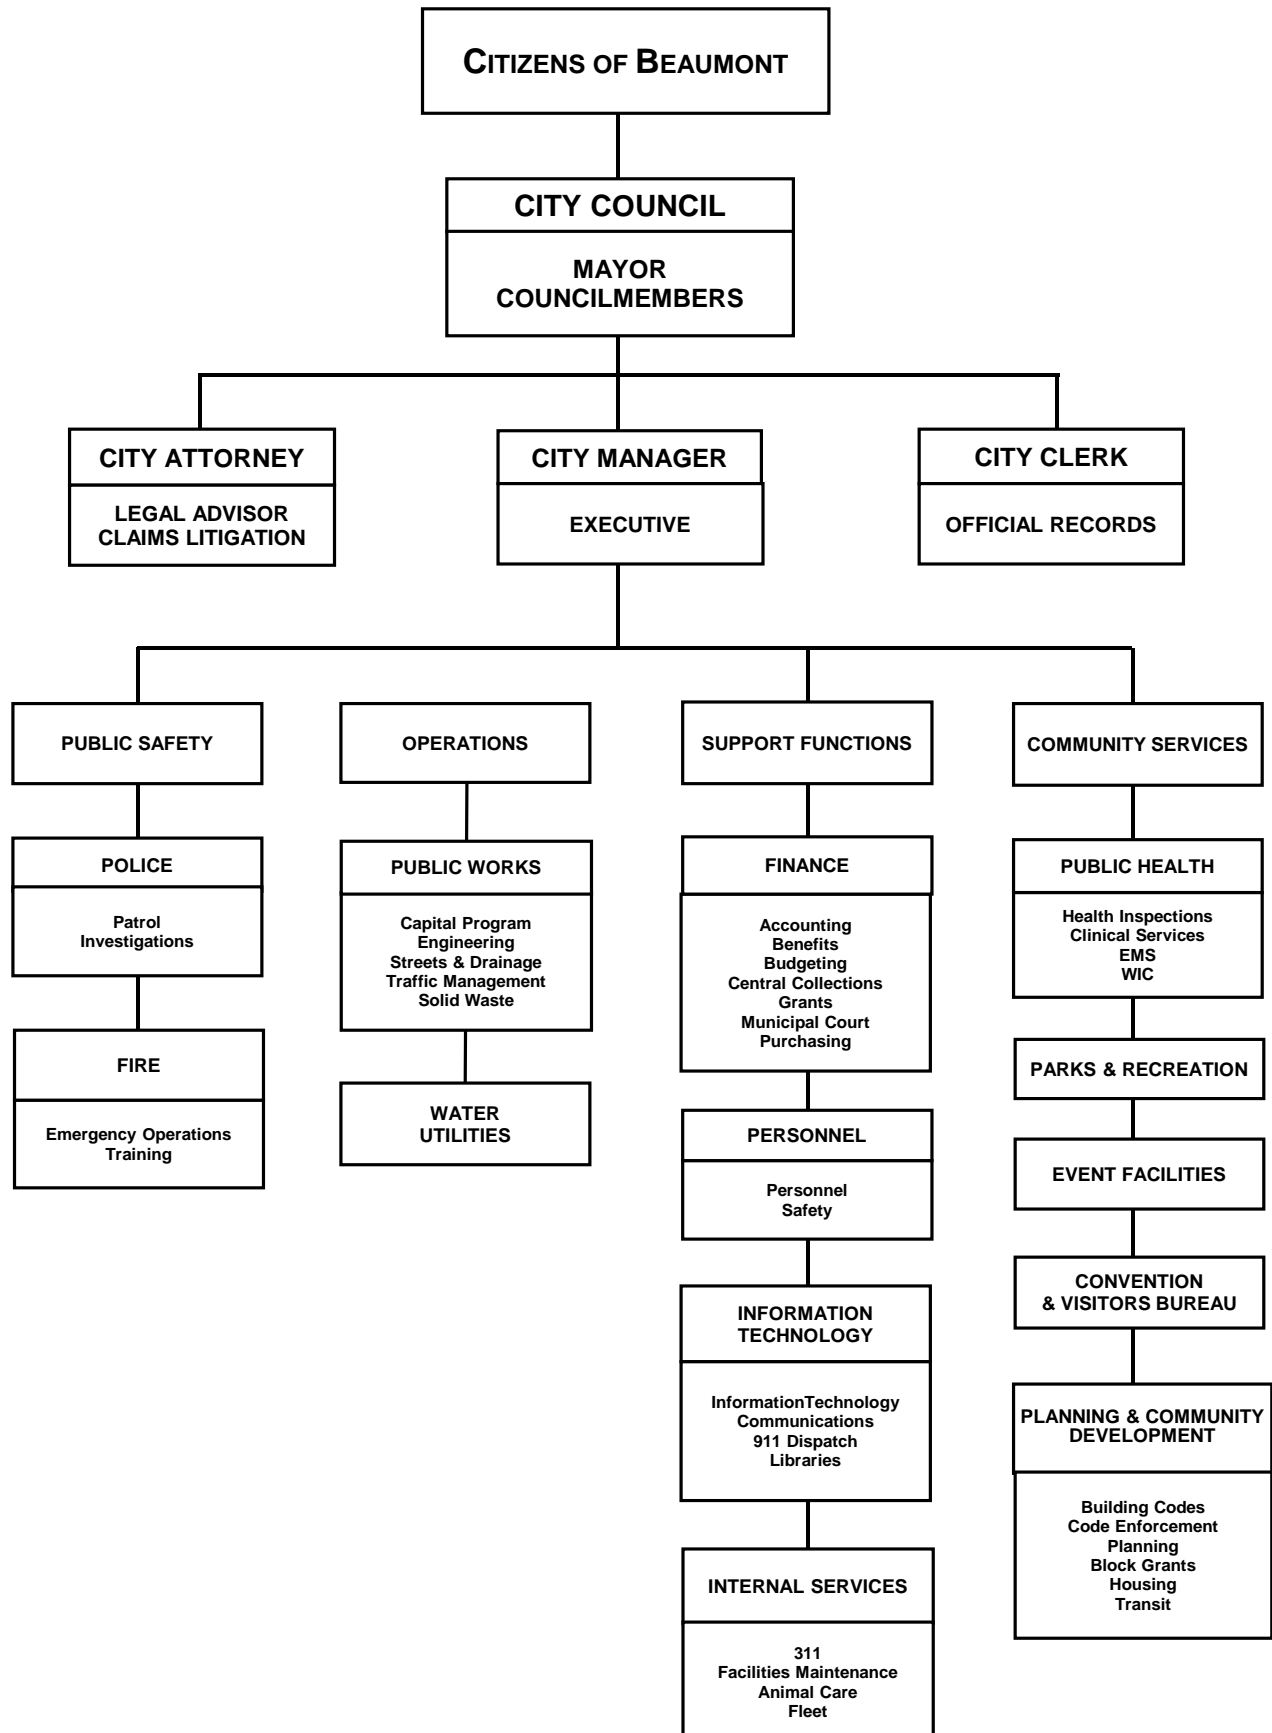 CITIZENS OF BEAUMONT
CITY COUNCIL
MAYOR
COUNCILMEMBERS
CITY ATTORNEY
LEGAL ADVISOR
CLAIMS LITIGATION
CITY MANAGER
EXECUTIVE
CITY CLERK
OFFICIAL RECORDS
PUBLIC SAFETY
POLICE
Patrol
Investigations
FIRE
Emergency Operations
Training
OPERATIONS
PUBLIC WORKS
Capital Program
Engineering
Streets & Drainage
Traffic Management
Solid Waste
WATER
UTILITIES
SUPPORT FUNCTIONS
FINANCE
Accounting
Benefits
Budgeting
Central Collections
Grants
Municipal Court
Purchasing
PERSONNEL
Personnel
Safety
INFORMATION
TECHNOLOGY
InformationTechnology
Communications
911 Dispatch
Libraries
INTERNAL SERVICES
311
Facilities Maintenance
Animal Care
Fleet
COMMUNITY SERVICES
PUBLIC HEALTH
Health Inspections
Clinical Services
EMS
WIC
PARKS & RECREATION
EVENT FACILITIES
CONVENTION
& VISITORS BUREAU
PLANNING & COMMUNITY
DEVELOPMENT
Building Codes
Code Enforcement
Planning
Block Grants
Housing
Transit